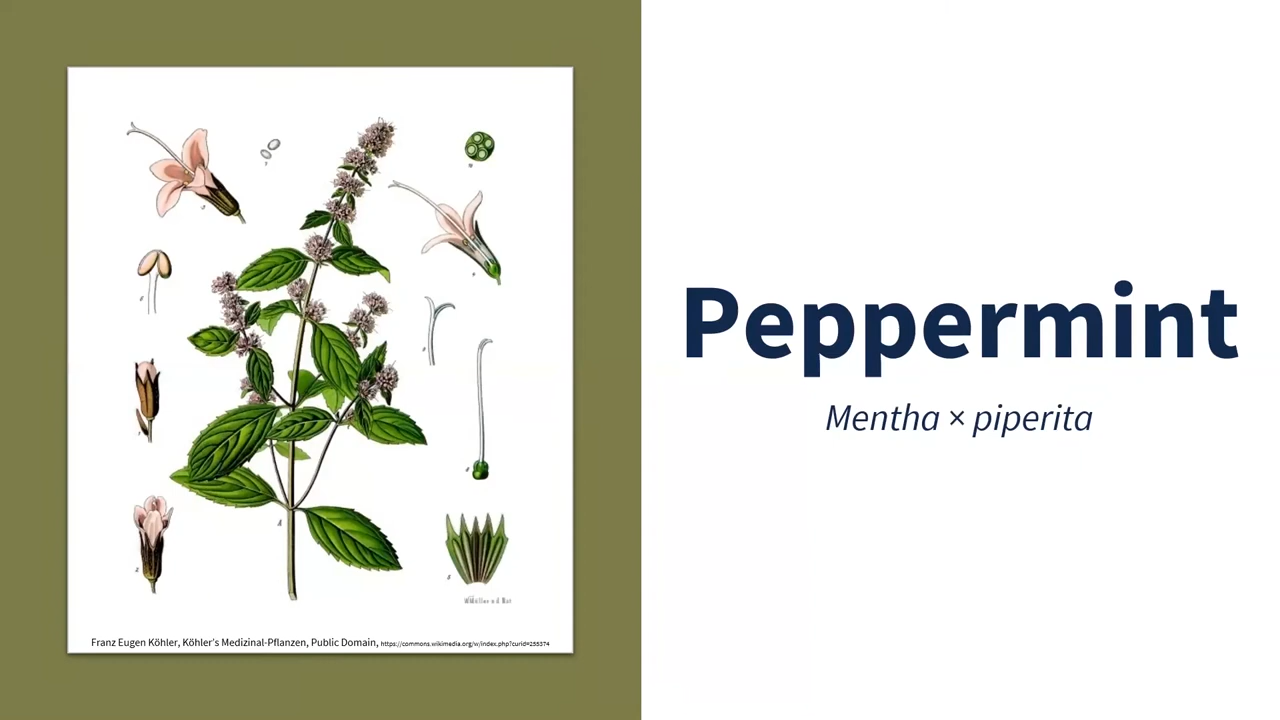 Franz Eugen Köhler, Köhler's Medizinal-Pflanzen, Public Domain, https://commons.wikimedia.org/w/index.php?curid=255374
Peppermint
Mentha × piperita